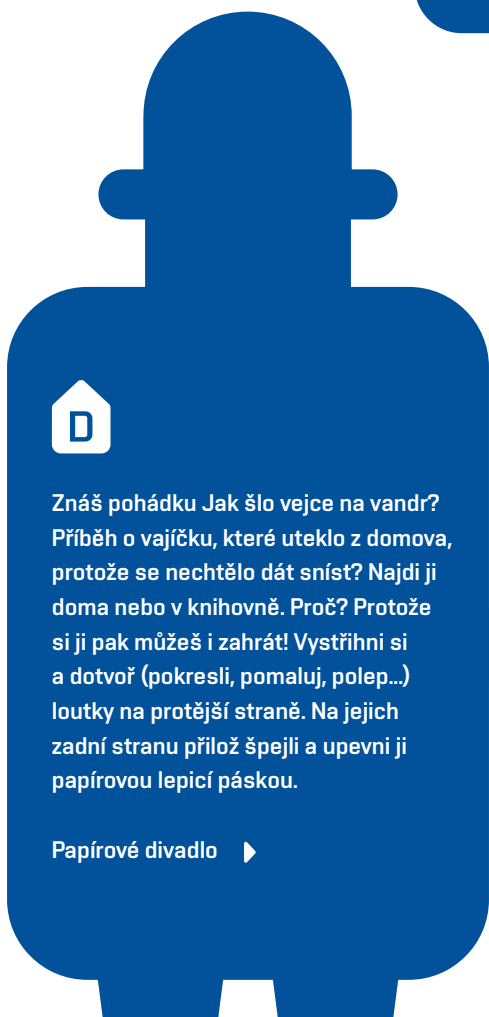 D
Znáš pohádku Jak šlo vejce na vandr?
Příběh o vajíčku, které uteklo z domova,
protože se nechtělo dát sníst? Najdi ji
doma nebo v knihovně. Proč? Protože
si ji pak můžeš i zahrát! Vystřihni si
a dotvoř (pokresli, pomaluj, polep...)
loutky na protější straně. Na jejich
zadní stranu přilož špejli a upevni ji
papírovou lepicí páskou.
Papírové divadlo